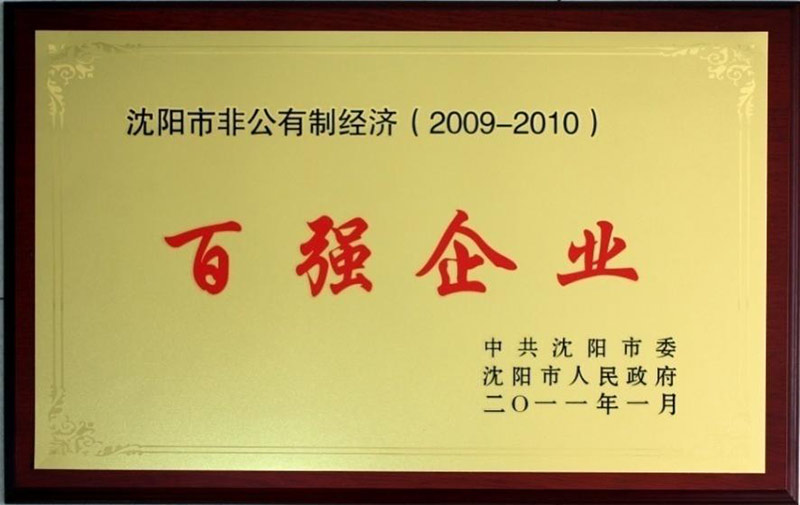 沈阳市非公有制经济（2009-2010）
百强企业
中共沈阳市委
沈阳市人民政府
二〇一一年一月